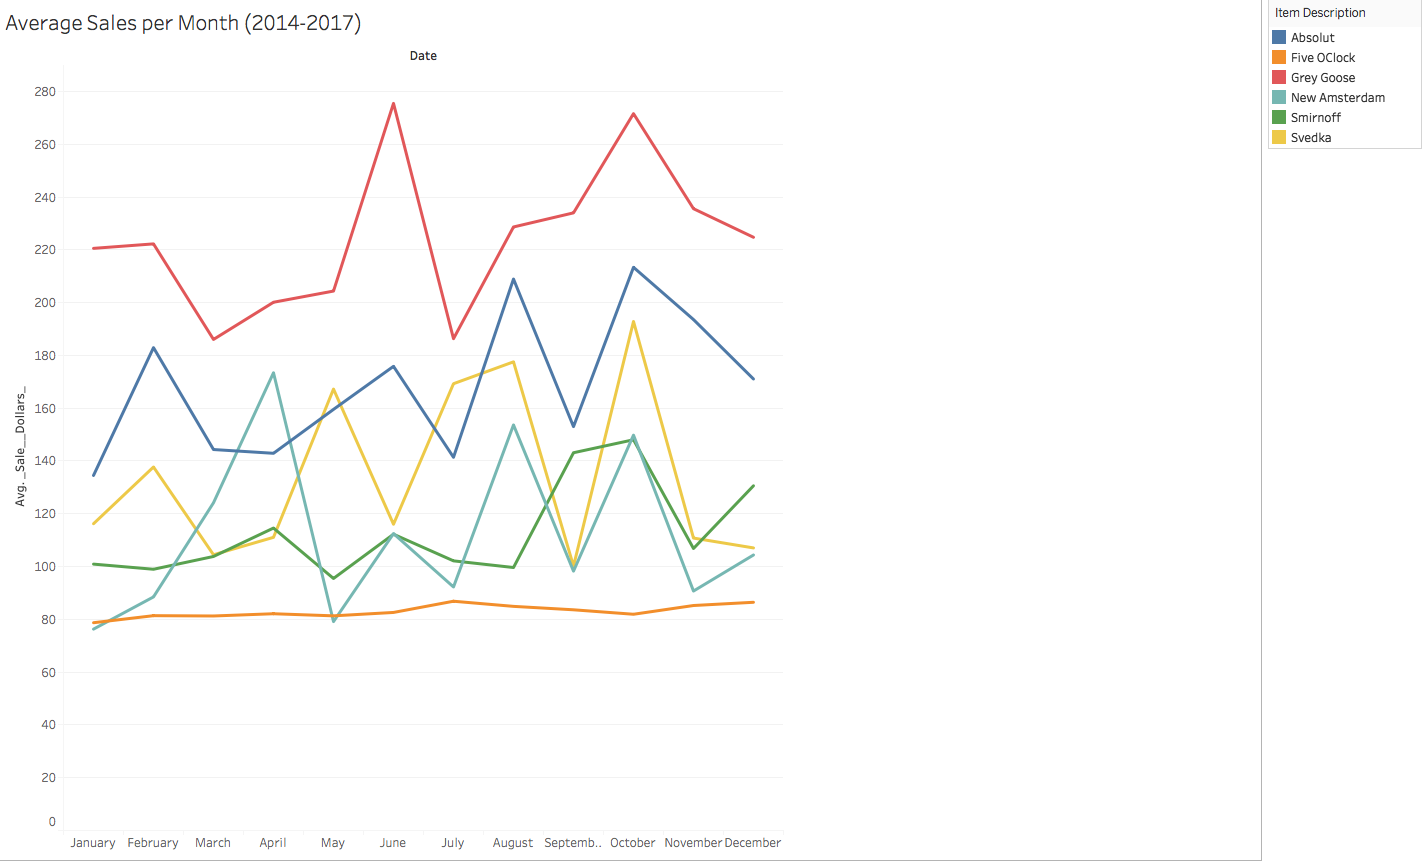 Average Sales per Month (2014-2017)
Date
280
260
240
220
200
180
160
140
120
100
80
60
40
20
0
Avg. _Sale__Dollars_
January February March April May June July August Septemb.. October November December
Item Description
Absolut
Five OClock
Grey Goose
New Amsterdam
Smirnoff
Svedka